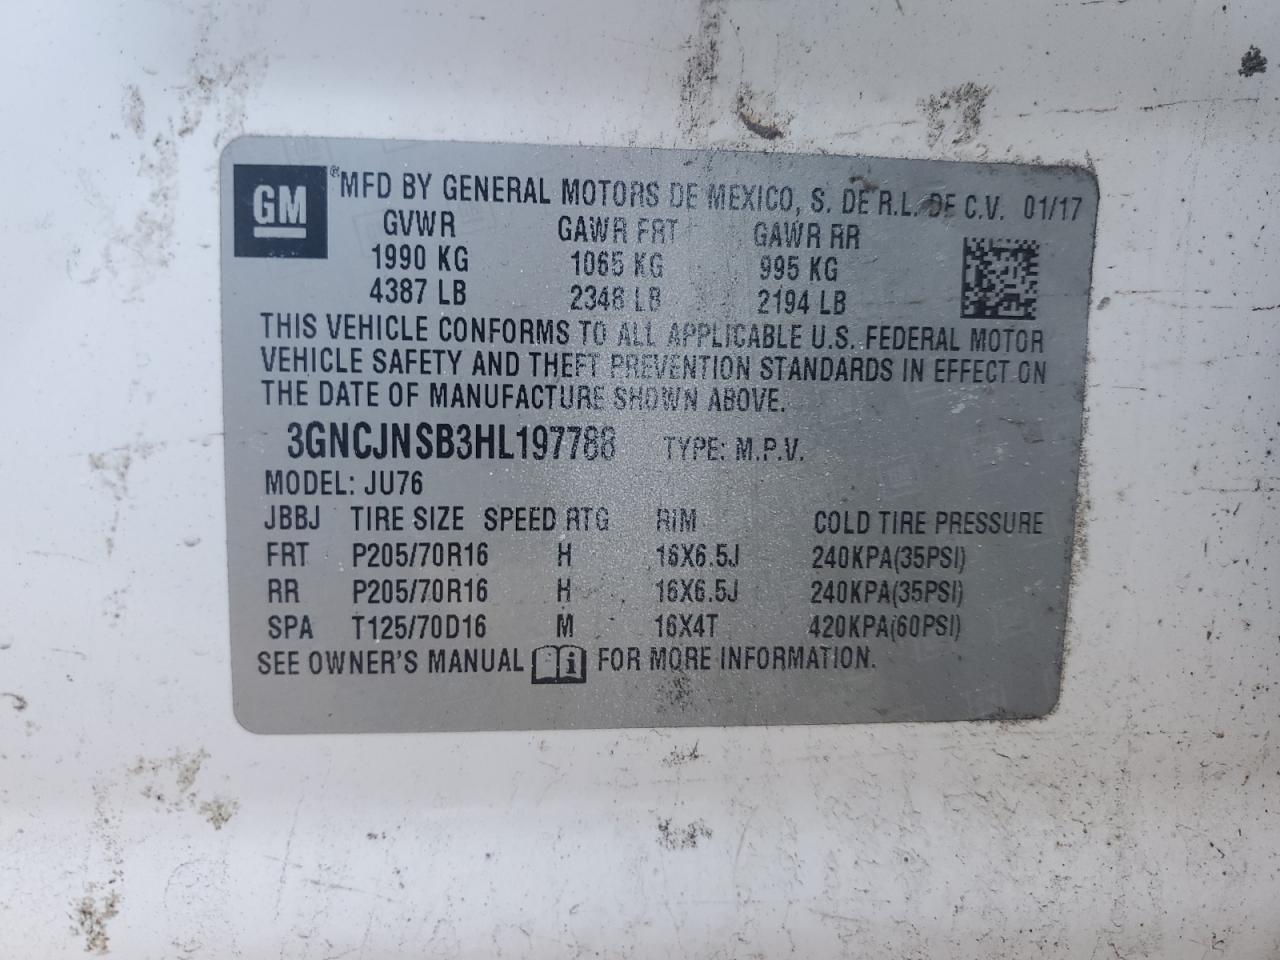 GM
®MFD BY GENERAL MOTORS DE MEXICO, S. DE R.L. DE C.V. 01/17
GVWR GAWR FRT GAWR RR
1990 KG 1065 KG 995 KG
4387 LB 2348 LB 2194 LB
THIS VEHICLE CONFORMS TO ALL APPLICABLE U.S. FEDERAL MOTOR
VEHICLE SAFETY AND THEFT PREVENTION STANDARDS IN EFFECT ON
THE DATE OF MANUFACTURE SHOWN ABOVE.
3GNCJNSB3HL197788 TYPE: M.P.V.
MODEL: JU76
JBBJ TIRE SIZE SPEED RTG RIM COLD TIRE PRESSURE
FRT P205/70R16 H 16X6.5J 240KPA(35PSI)
RR P205/70R16 H 16X6.5J 240KPA(35PSI)
SPA T125/70D16 M 16X4T 420KPA(60PSI)
SEE OWNER'S MANUAL FOR MORE INFORMATION.